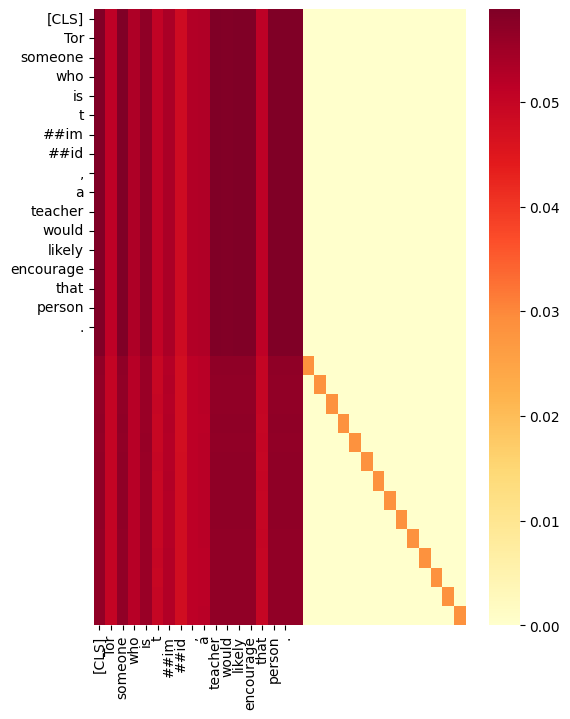 [CLS]
Tor
someone
who
is
t
##im
##id
,
a
teacher
would
likely
encourage
that
person
.
0.05
0.04
0.03
0.02
0.01
0.00
[CLS]
Tor
someone
who
is
t
##im
##id
,
a
teacher
would
likely
encourage
that
person
.